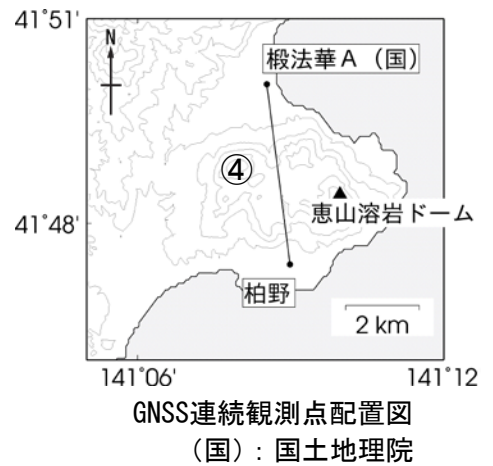 41°51'
N
椴法華A（国）
④
恵山溶岩ドーム
41°48'
柏野
2 km
141°06'
141°12'
GNSS連続観測点配置図
（国）：国土地理院